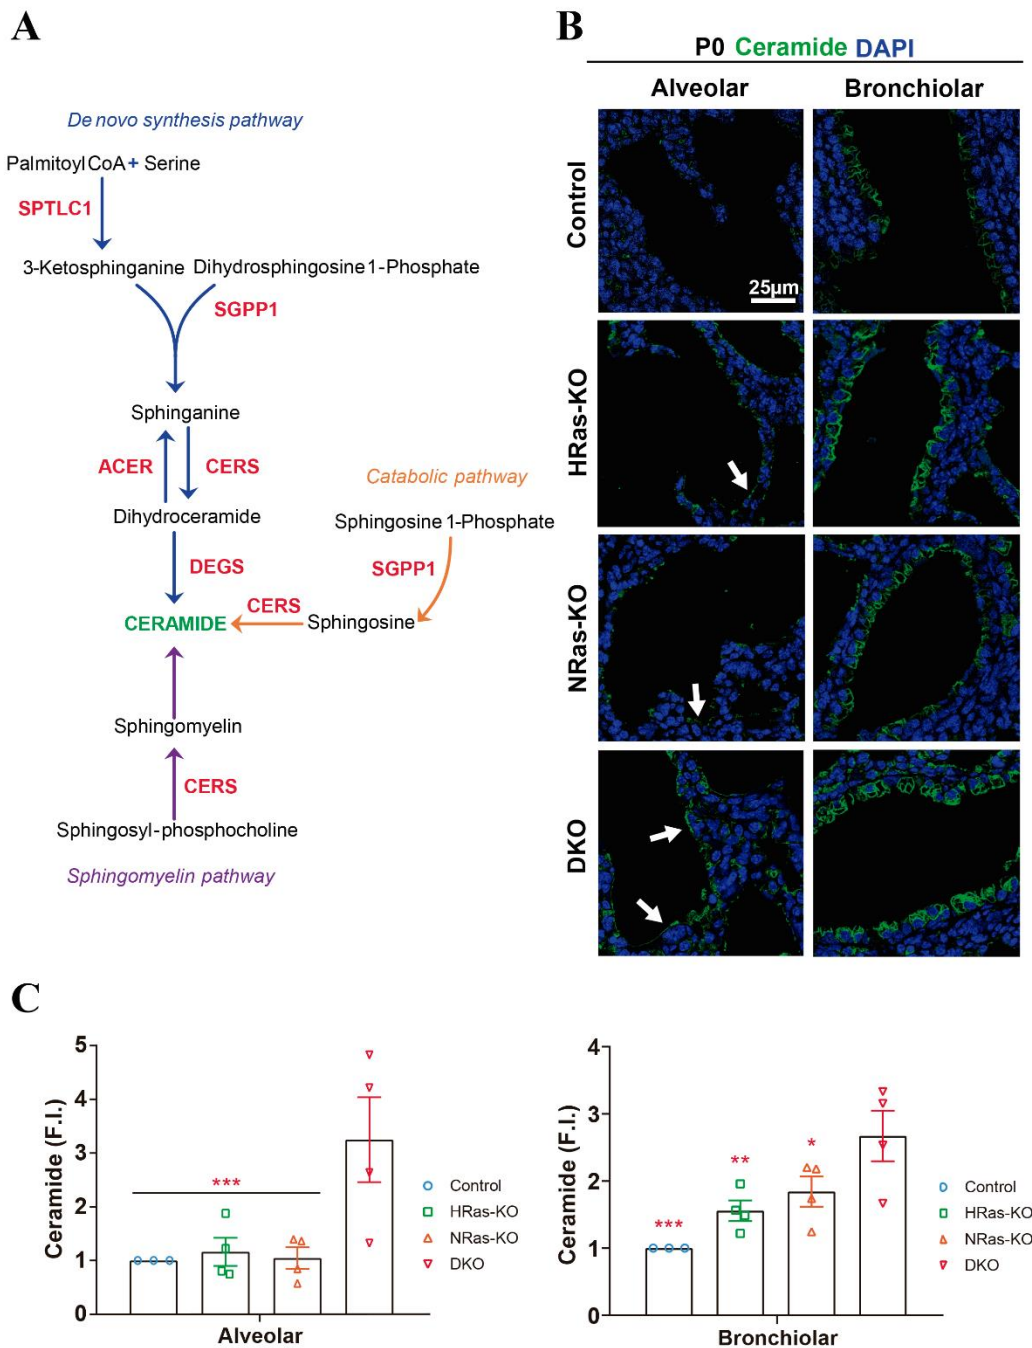 A
De novo synthesis pathway
Palmitoyl CoA + Serine
SPTLC1
3-Ketosphinganine Dihydrosphingosine 1-Phosphate
SGPP1
Sphinganine
ACER CERS
Dihydroceramide
DEGS
Catabolic pathway
Sphingosine 1-Phosphate
SGPP1
CERS
CERAMIDE Sphingosine
Sphingomyelin
CERS
Sphingosyl-phosphocholine
Sphingomyelin pathway
B
P0 Ceramide DAPI
Alveolar Bronchiolar
Control
25µm
HRas-KO
NRas-KO
DKO
C
Ceramide (F.I.)
5
4
3
2
1
0
***
Alveolar
Control
HRas-KO
NRas-KO
DKO
Ceramide (F.I.)
4
3
2
1
0
***
**
*
Bronchiolar
Control
HRas-KO
NRas-KO
DKO